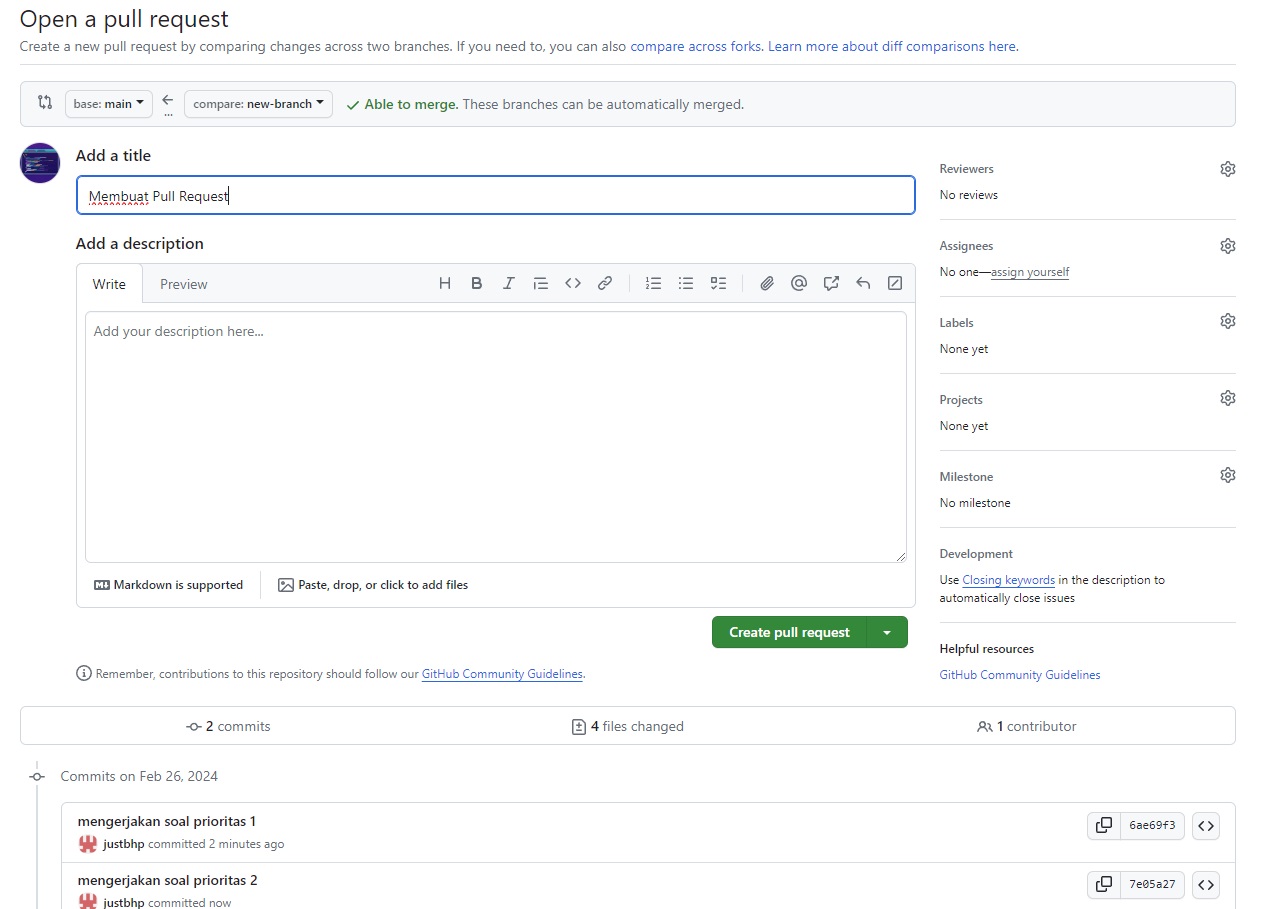 Open a pull request
Create a new pull request by comparing changes across two branches. If you need to, you can also compare across forks. Learn more about diff comparisons here.
base: main
...
compare: new-branch
Able to merge. These branches can be automatically merged.
Add a title
Membuat Pull Request
Add a description
Write
Preview
Add your description here...
Markdown is supported
Paste, drop, or click to add files
Create pull request
Remember, contributions to this repository should follow our GitHub Community Guidelines.
Reviewers
No reviews
Assignees
No one—assign yourself
Labels
None yet
Projects
None yet
Milestone
No milestone
Development
Use Closing keywords in the description to
automatically close issues
Helpful resources
GitHub Community Guidelines
2 commits
4 files changed
1 contributor
Commits on Feb 26, 2024
mengerjakan soal prioritas 1
justbhp committed 2 minutes ago
6ae69f3
mengerjakan soal prioritas 2
justbhp committed now
7e05a27